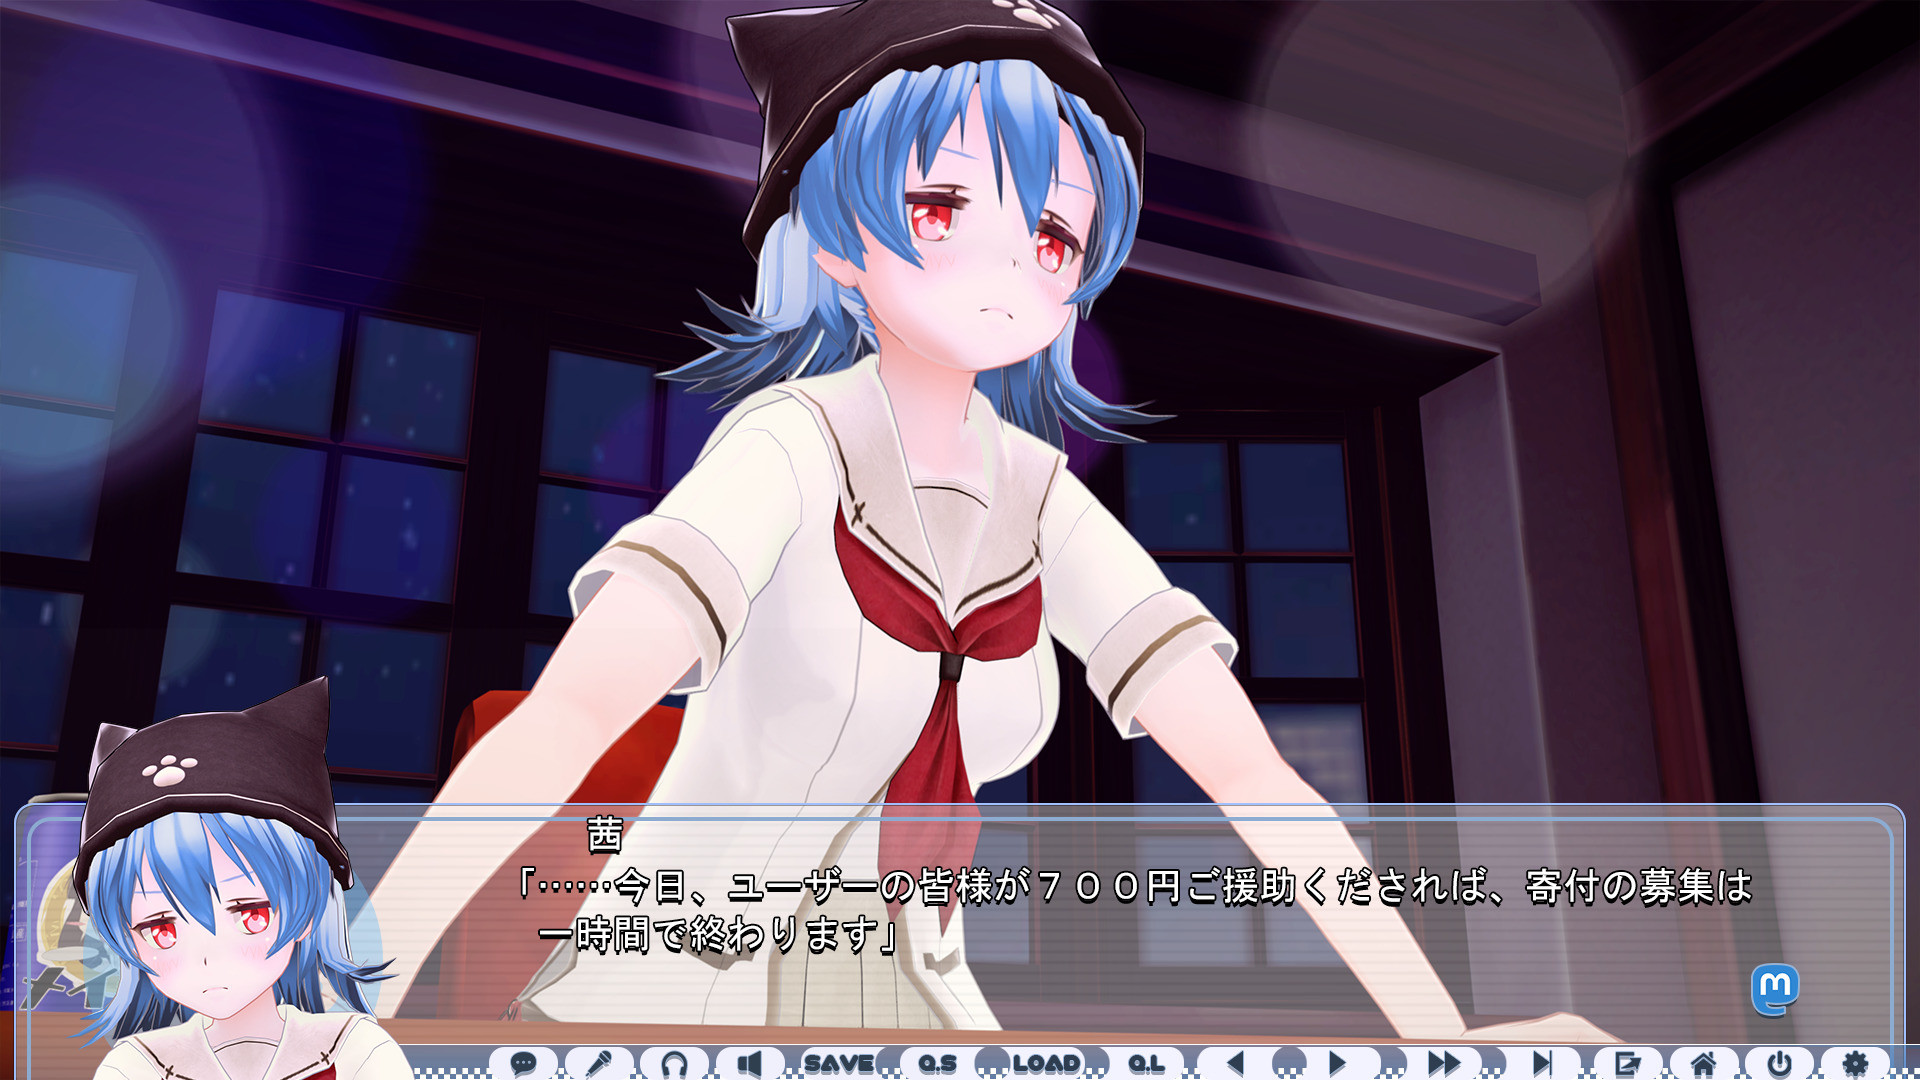 茜
「……今日、ユーザーの皆様が７００円ご援助くだされば、寄付の募集は
一時間で終わります」
m
SAVE Q.S LOAD Q.L